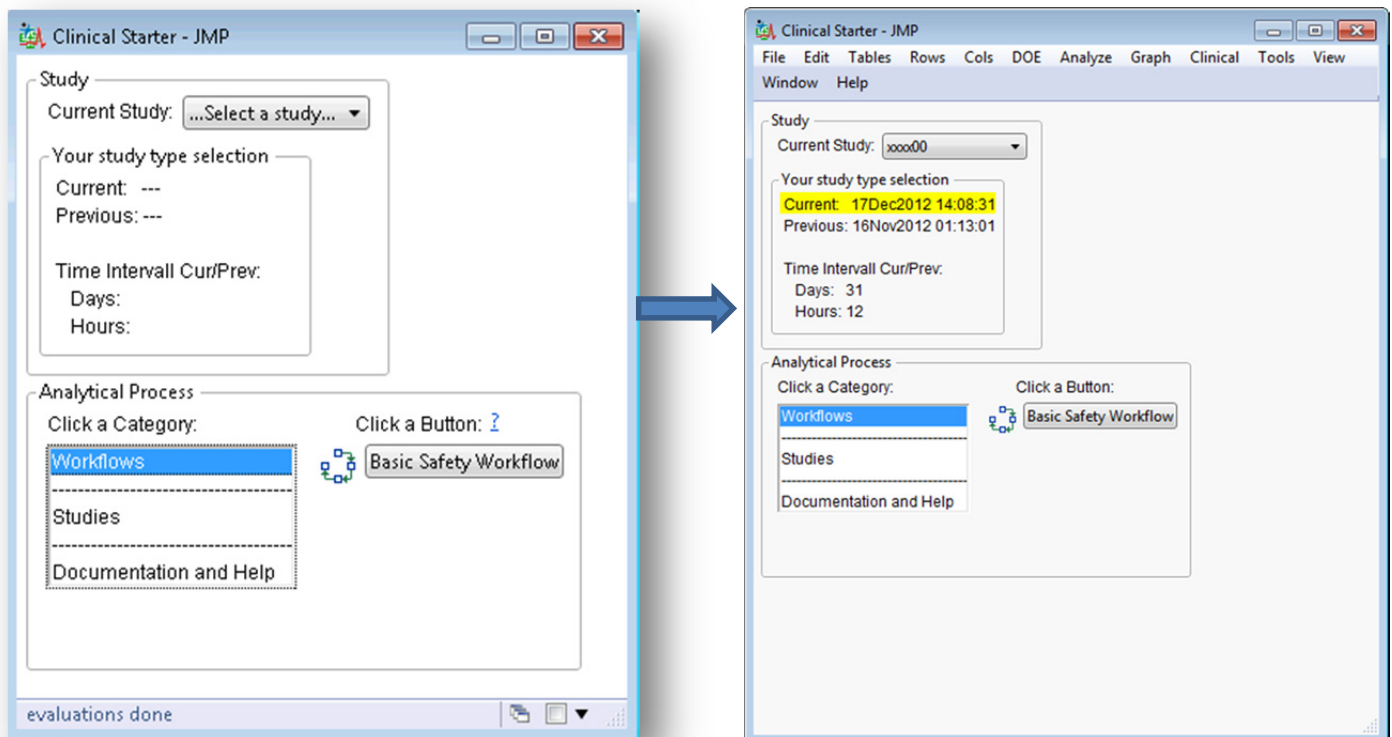 Clinical Starter - JMP
Study
Current Study: ...Select a study...
Your study type selection
Current: ---
Previous: ---
Time Intervall Cur/Prev:
Days:
Hours:
Analytical Process
Click a Category:
Click a Button: ?
Workflows
Basic Safety Workflow
--------------------------------
Studies
--------------------------------
Documentation and Help
evaluations done
Clinical Starter - JMP
File Edit Tables Rows Cols DOE Analyze Graph Clinical Tools View
Window Help
Study
Current Study: xxxx00
Your study type selection
Current: 17Dec2012 14:08:31
Previous: 16Nov2012 01:13:01
Time Intervall Cur/Prev:
Days: 31
Hours: 12
Analytical Process
Click a Category:
Click a Button:
Workflows
Basic Safety Workflow
--------------------------------
Studies
--------------------------------
Documentation and Help